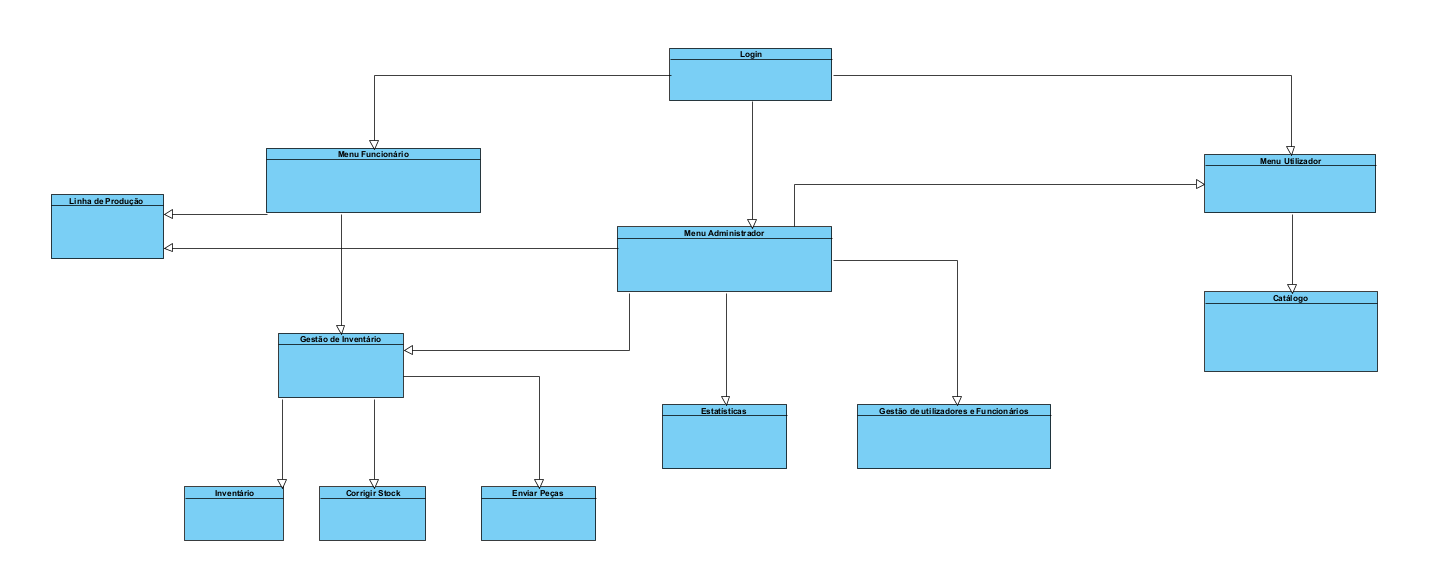 Login
Menu Funcionário
Menu Utilizador
Linha de Produção
Menu Administrador
Catálogo
Gestão de Inventário
Estatísticas
Gestão de utilizadores e Funcionários
Inventário
Corrigir Stock
Enviar Peças